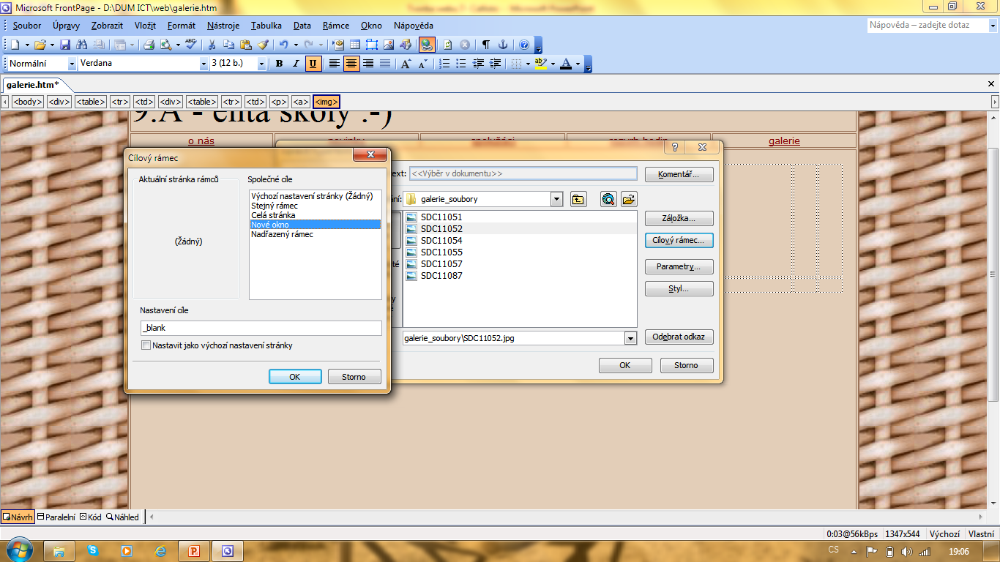 Microsoft FrontPage - D:\DUM ICT\web\galerie.htm
Soubor Úpravy Zobrazit Vložit Formát Nástroje Tabulka Data Rámce Okno Nápověda
Nápověda – zadejte dotaz
Normální Verdana 3 (12 b.) B I U
galerie.htm*
<body> <div> <table> <tr> <td> <div> <table> <tr> <td> <p> <a> <img>
9.A - elita školy :-)
o nás novinky spolužáci rozvrh hodin galerie
Cílový rámec
Aktuální stránka rámců
(Žádný)
Společné cíle
Výchozí nastavení stránky (Žádný)
Stejný rámec
Celá stránka
Nové okno
Nadřazený rámec
Nastavení cíle
_blank
Nastavit jako výchozí nastavení stránky
OK Storno
text: <<Výběr v dokumentu>>
Komentář...
galerie_soubory
SDC11051
SDC11052
SDC11054
SDC11055
SDC11057
SDC11087
Záložka...
Cílový rámec...
Parametry...
Styl...
galerie_soubory\SDC11052.jpg
Odebrat odkaz
OK Storno
Návrh Paralelní Kód Náhled
0:03@56kBps 1347x544 Výchozí Vlastní
CS 19:06